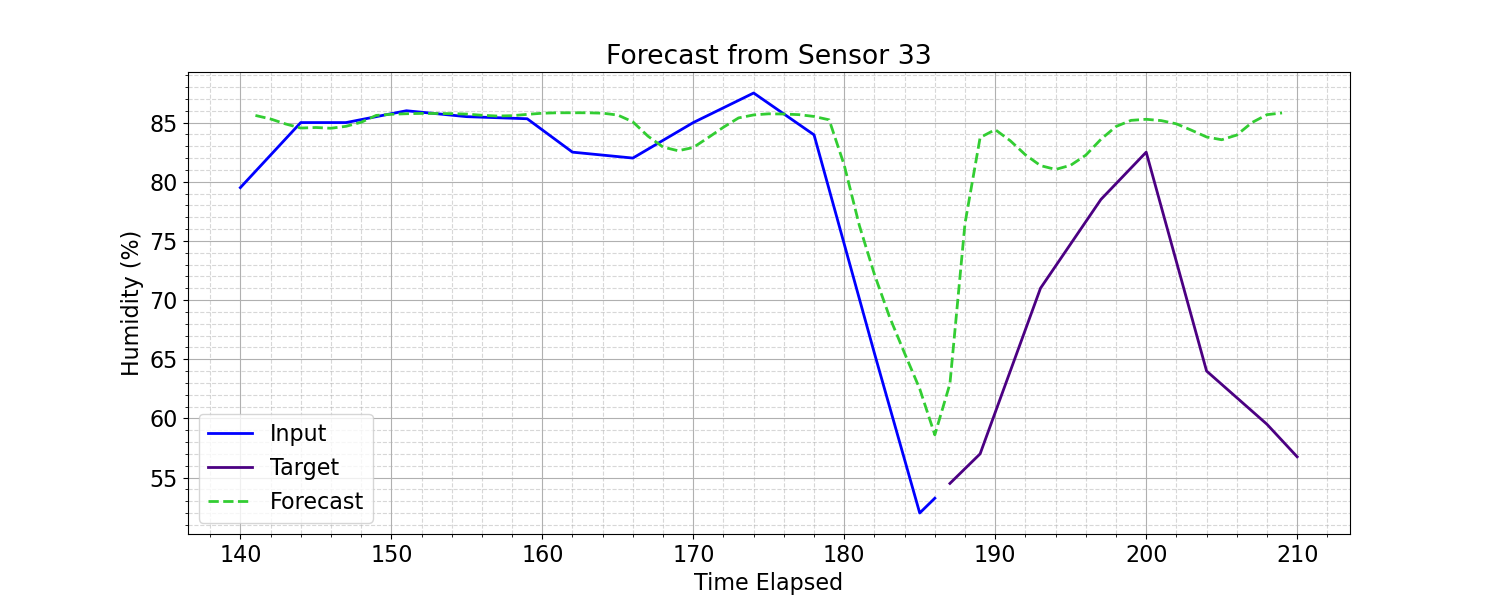 Forecast from Sensor 33
Humidity (%)
85
80
75
70
65
60
55
Input
Target
Forecast
140 150 160 170 180 190 200 210
Time Elapsed